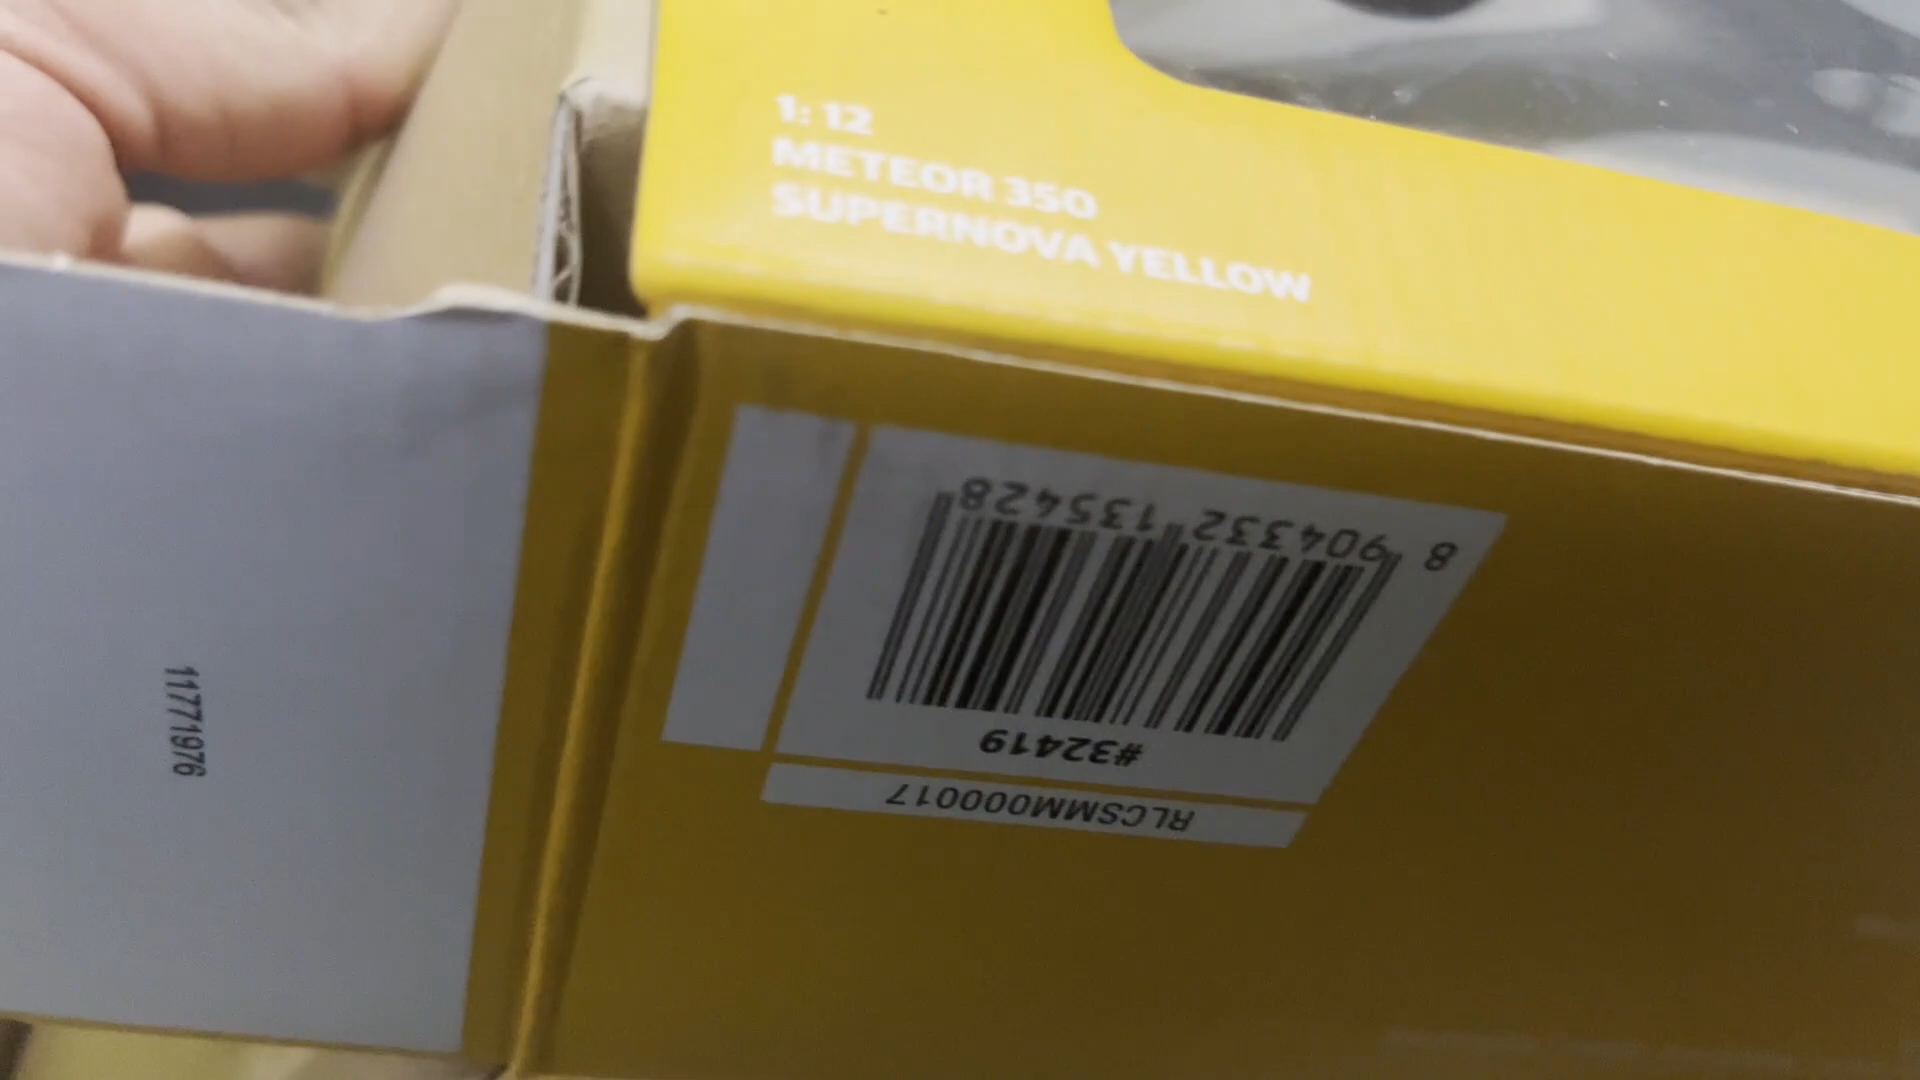 1: 12
METEOR 350
SUPERNOVA YELLOW
8 904332 135428
#32419
RLCSMM000017
11771976